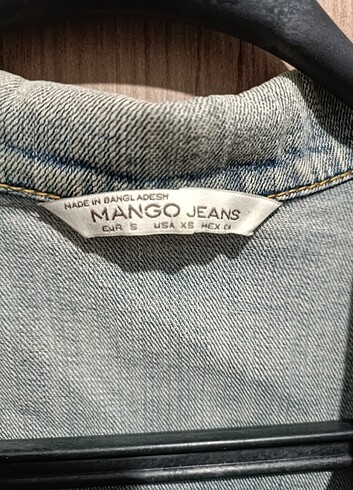 MADE IN BANGLADESH
MANGO JEANS
EUR S USA XS MEX CH